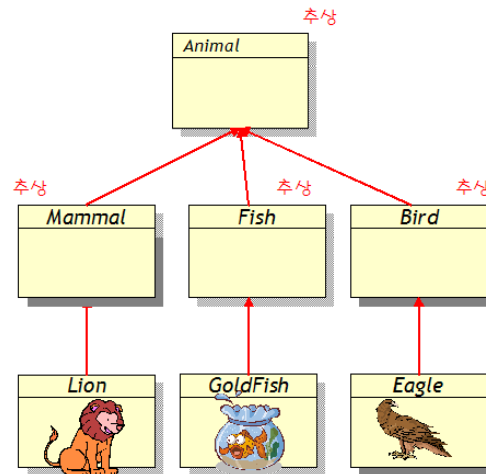 추상
Animal
추상 추상 추상
Mammal Fish Bird
Lion GoldFish Eagle